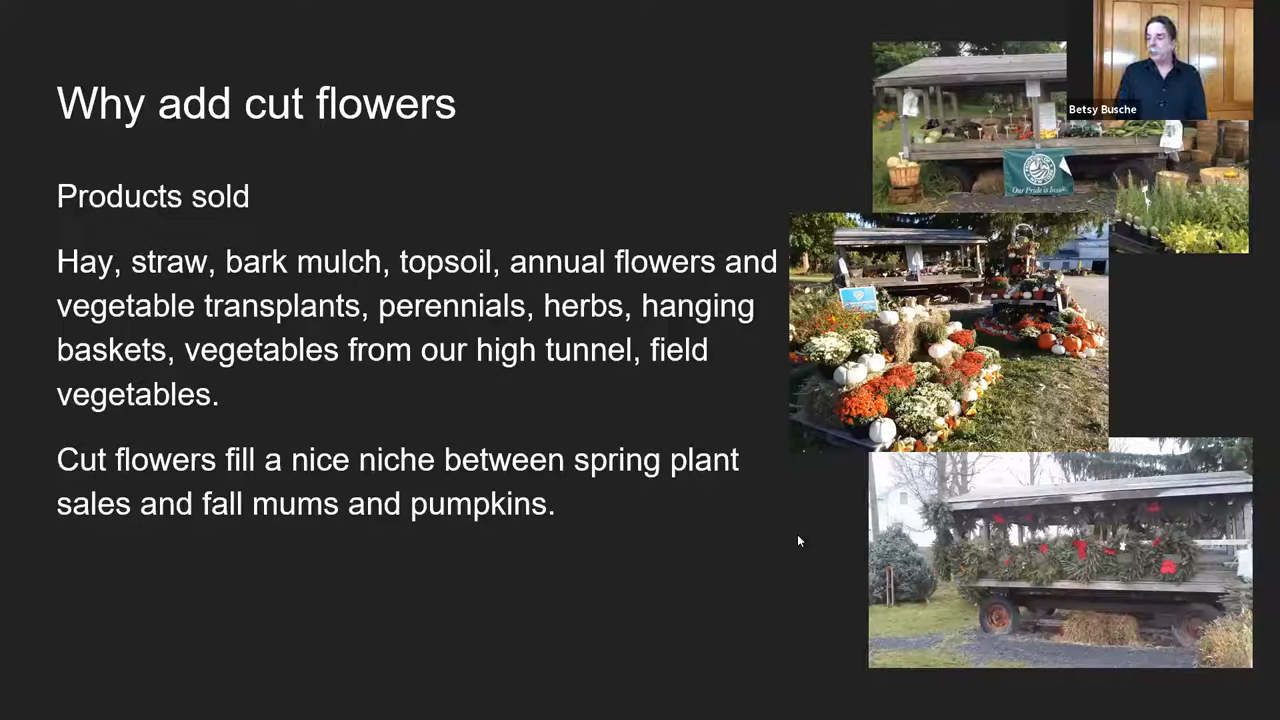 Why add cut flowers
Betsy Busche
Products sold
Our Pride is Inside.
Hay, straw, bark mulch, topsoil, annual flowers and
vegetable transplants, perennials, herbs, hanging
baskets, vegetables from our high tunnel, field
vegetables.
Cut flowers fill a nice niche between spring plant
sales and fall mums and pumpkins.